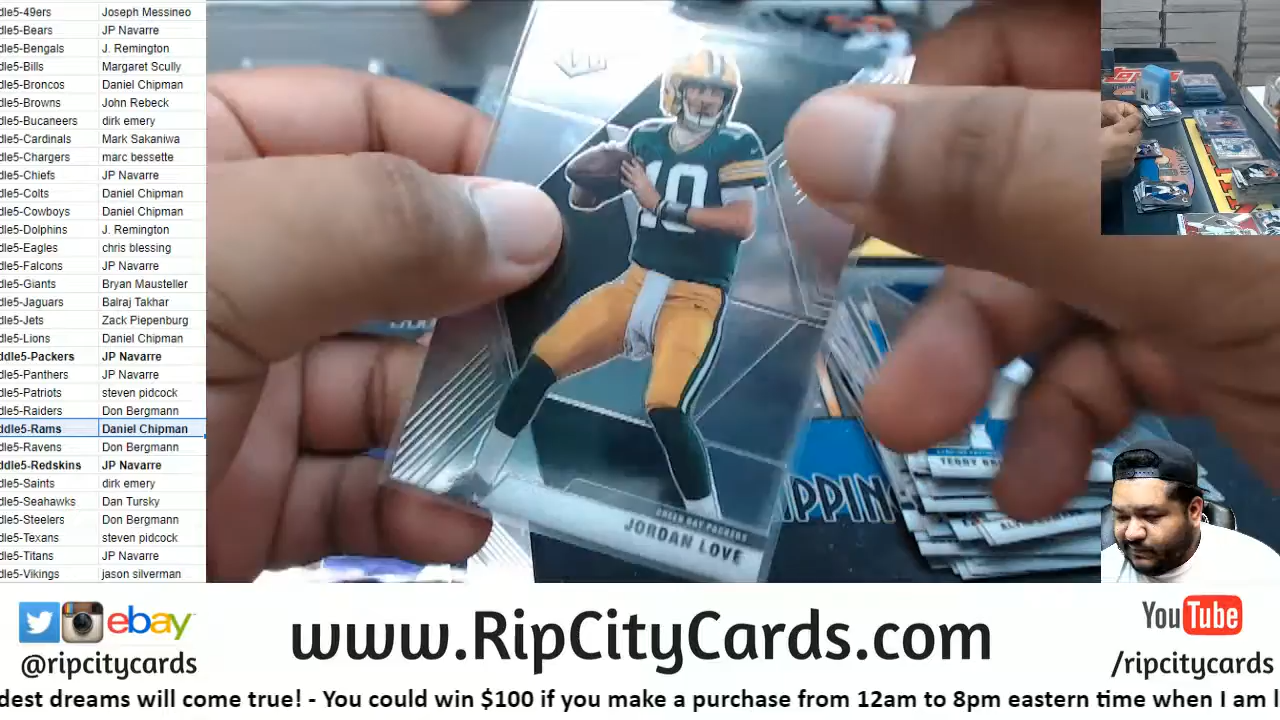 dle5-49ers Joseph Messineo
dle5-Bears JP Navarre
dle5-Bengals J. Remington
dle5-Bills Margaret Scully
dle5-Broncos Daniel Chipman
dle5-Browns John Rebeck
dle5-Bucaneers dirk emery
dle5-Cardinals Mark Sakaniwa
dle5-Chargers marc bessette
dle5-Chiefs JP Navarre
dle5-Colts Daniel Chipman
dle5-Cowboys Daniel Chipman
dle5-Dolphins J. Remington
dle5-Eagles chris blessing
dle5-Falcons JP Navarre
dle5-Giants Bryan Mausteller
dle5-Jaguars Balraj Takhar
dle5-Jets Zack Piepenburg
dle5-Lions Daniel Chipman
ddle5-Packers JP Navarre
dle5-Panthers JP Navarre
dle5-Patriots steven pidcock
dle5-Raiders Don Bergmann
ddle5-Rams Daniel Chipman
dle5-Ravens Don Bergmann
ddle5-Redskins JP Navarre
dle5-Saints dirk emery
dle5-Seahawks Dan Tursky
dle5-Steelers Don Bergmann
dle5-Texans steven pidcock
dle5-Titans JP Navarre
dle5-Vikings jason silverman
10
GREEN BAY PACKERS
JORDAN LOVE
TERRY
IPPIN
Topps
ebay
@ripcitycards
www.RipCityCards.com
YouTube
/ripcitycards
dest dreams will come true! - You could win $100 if you make a purchase from 12am to 8pm eastern time when I am l